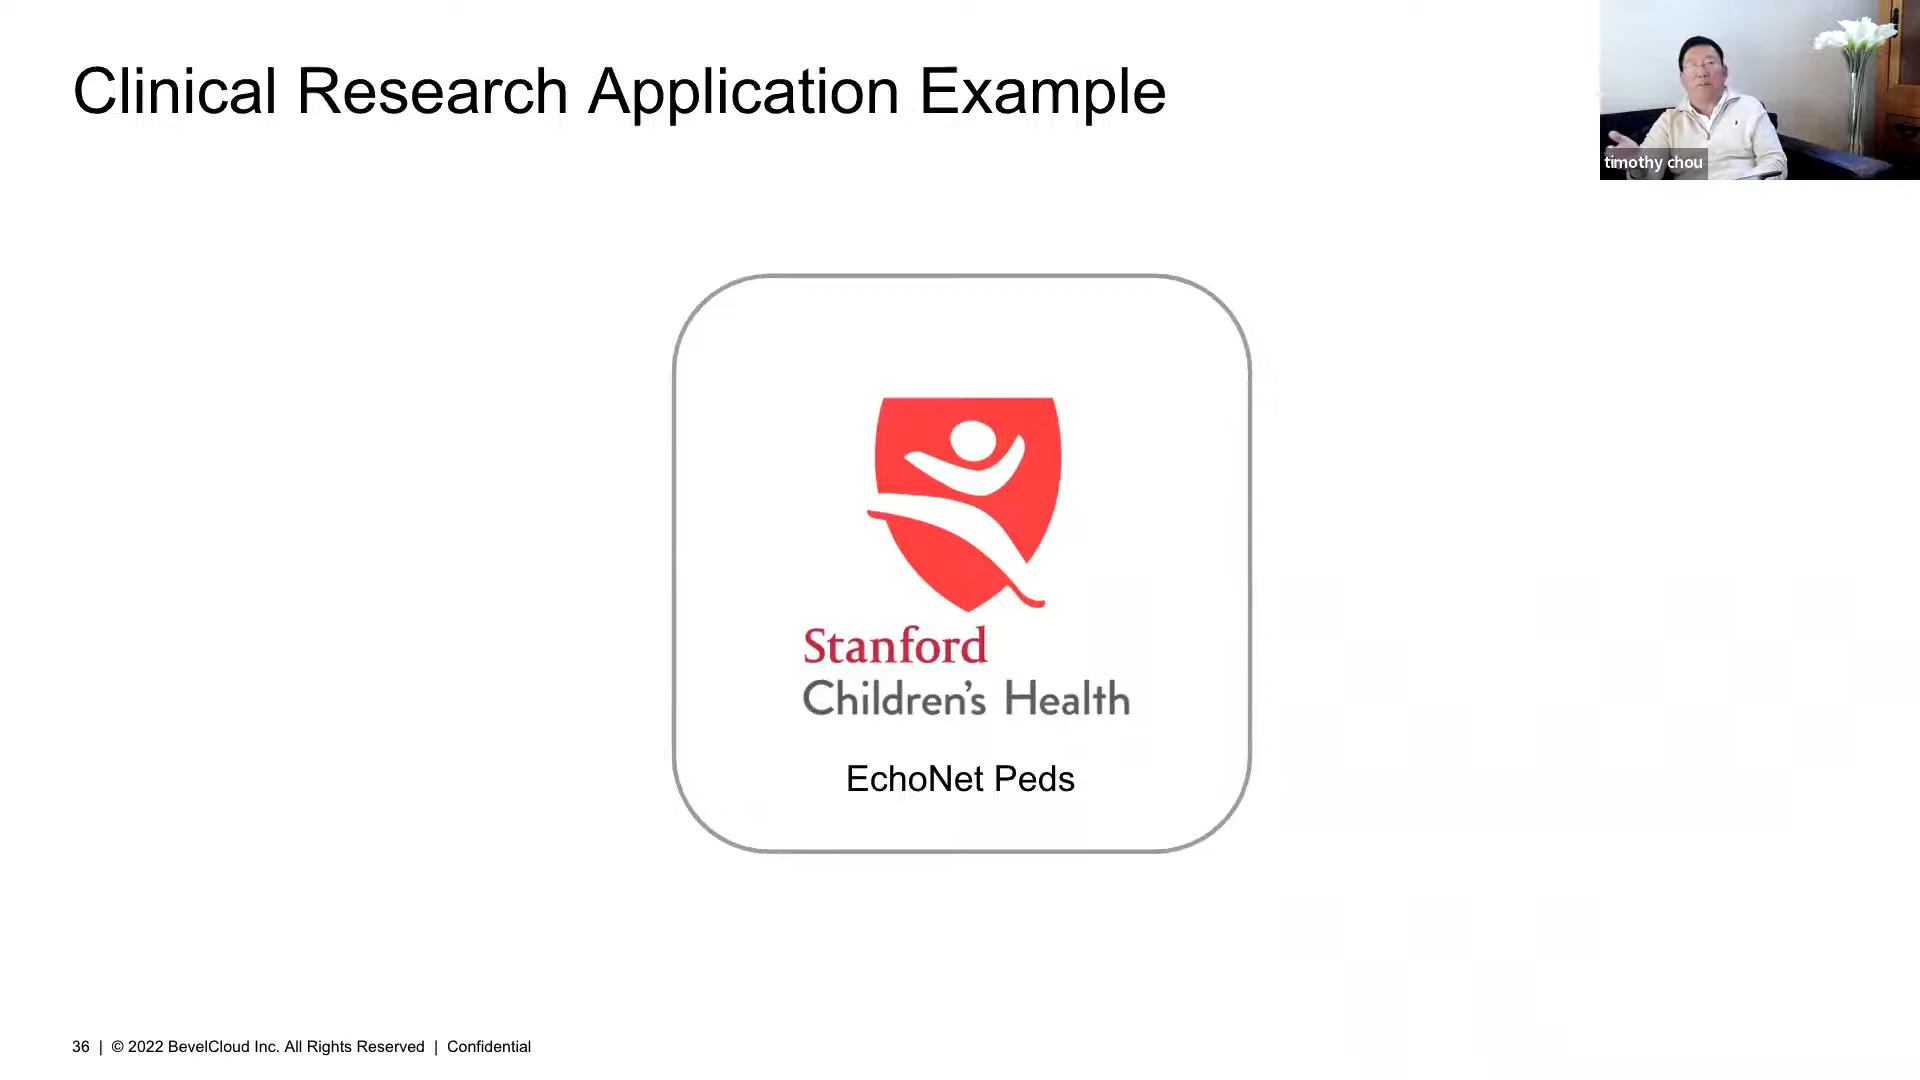 Clinical Research Application Example
timothy chou
Stanford
Children's Health
EchoNet Peds
36 | © 2022 BevelCloud Inc. All Rights Reserved | Confidential